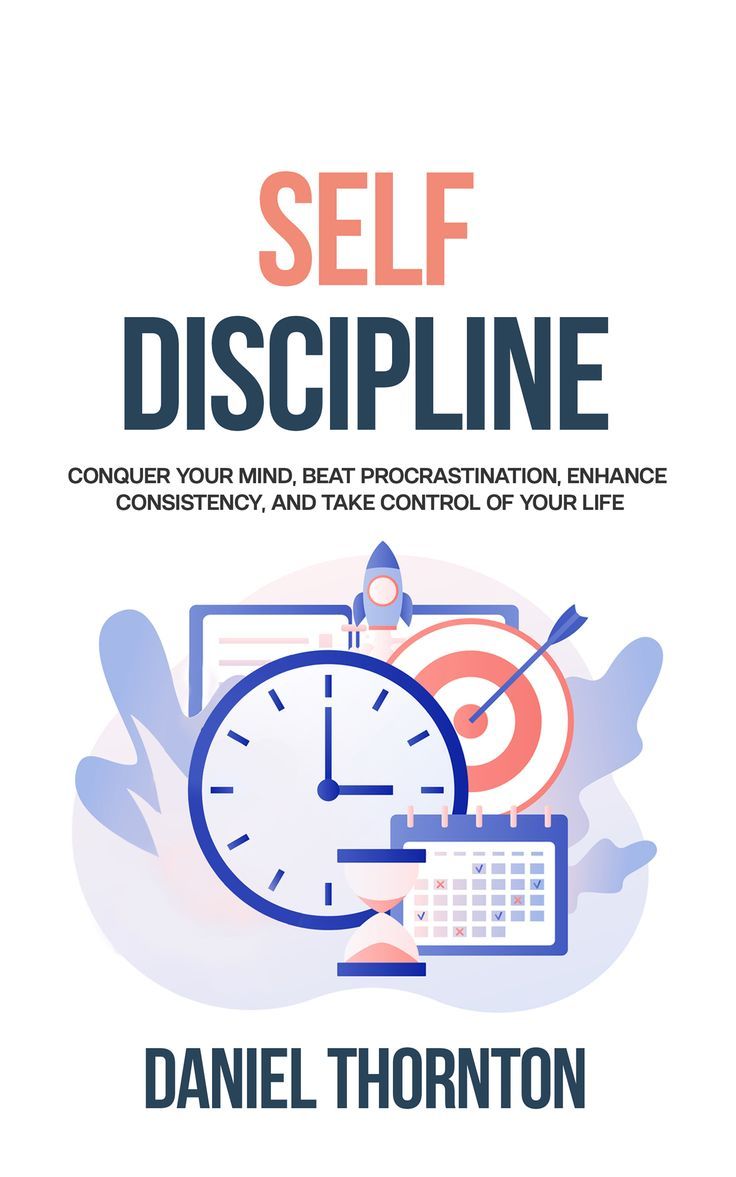 SELF
DISCIPLINE
CONQUER YOUR MIND, BEAT PROCRASTINATION, ENHANCE
CONSISTENCY, AND TAKE CONTROL OF YOUR LIFE
DANIEL THORNTON